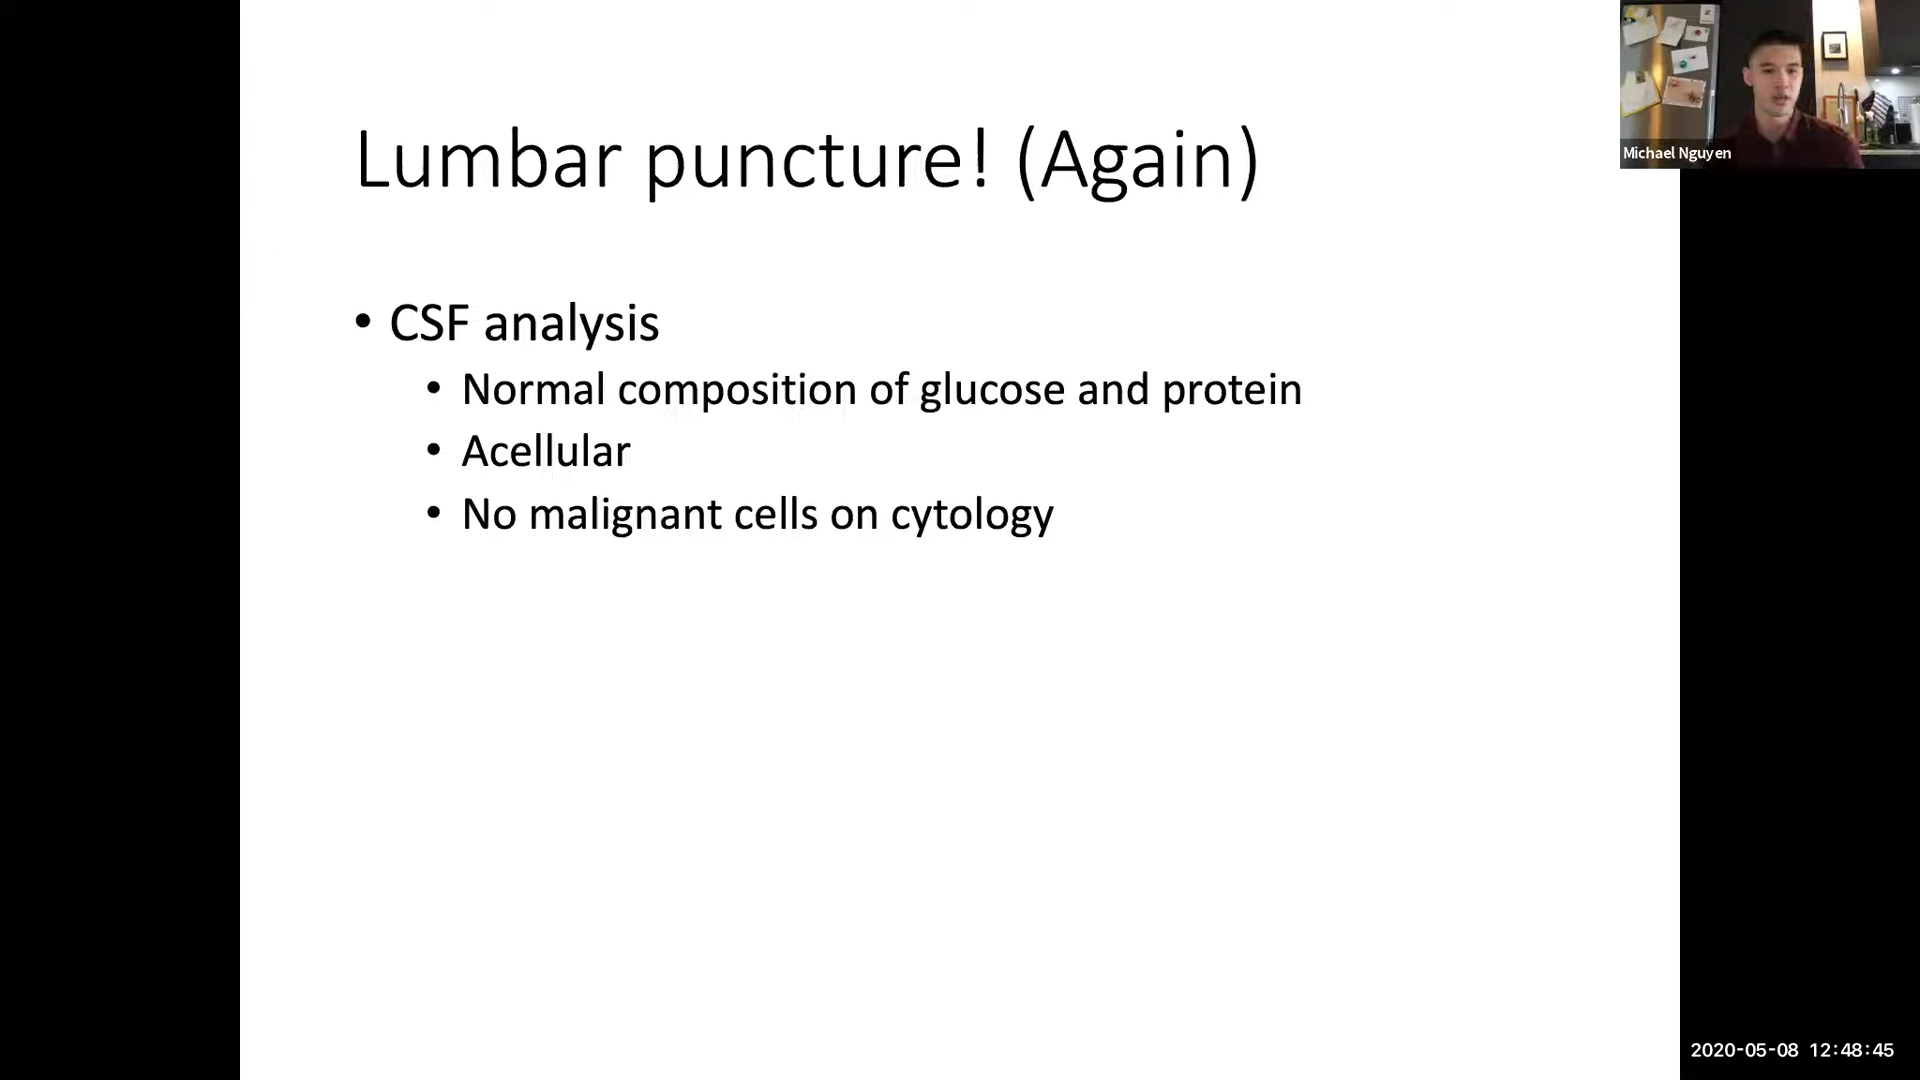 Lumbar puncture! (Again)
• CSF analysis
• Normal composition of glucose and protein
• Acellular
• No malignant cells on cytology
Michael Nguyen
2020-05-08 12:48:45